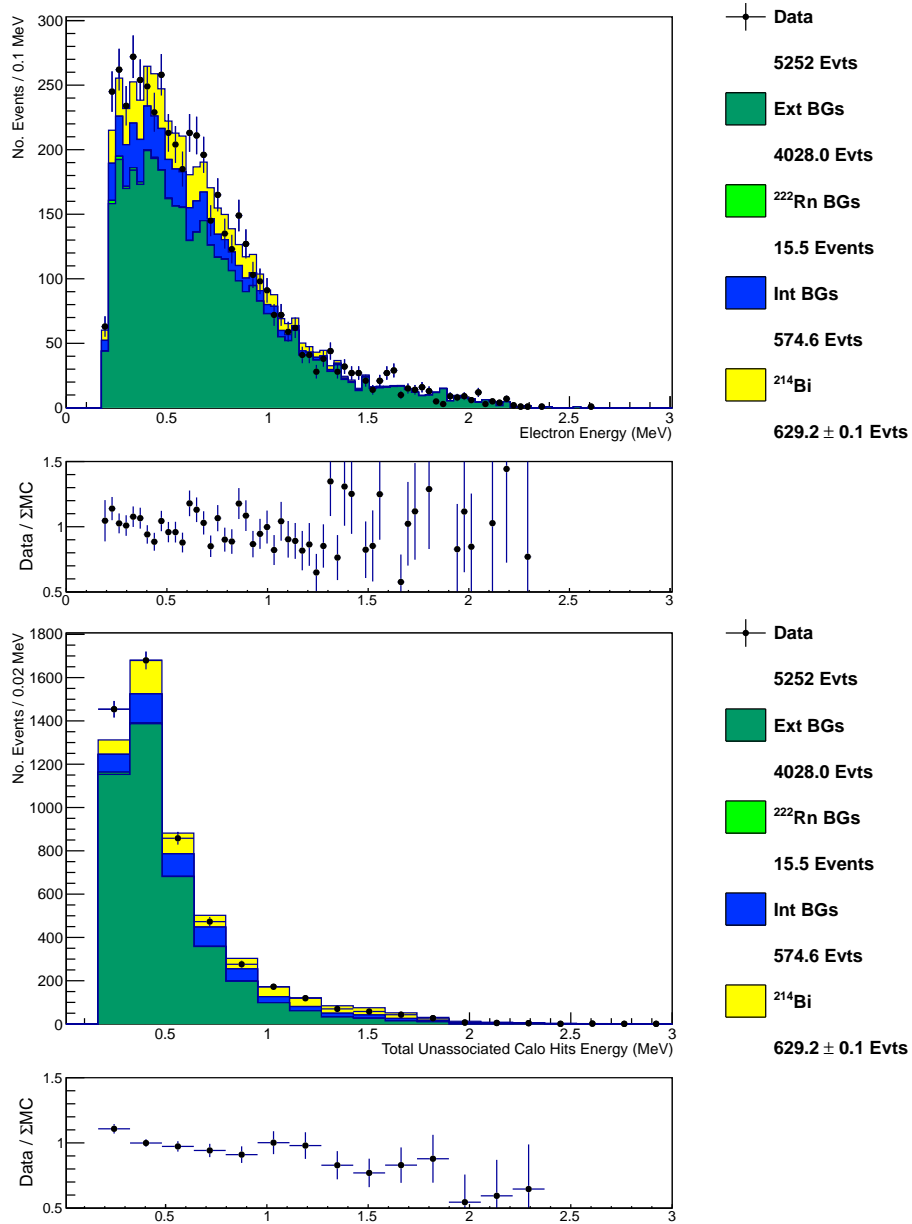 No. Events / 0.1 MeV
300
250
200
150
100
50
0
0 0.5 1 1.5 2 2.5 3
Electron Energy (MeV)
Data
5252 Evts
Ext BGs
4028.0 Evts
²²²Rn BGs
15.5 Events
Int BGs
574.6 Evts
²¹⁴Bi
629.2 ± 0.1 Evts
Data / ΣMC
1.5
1
0.5
0 0.5 1 1.5 2 2.5 3
No. Events / 0.02 MeV
1800
1600
1400
1200
1000
800
600
400
200
0
0.5 1 1.5 2 2.5 3
Total Unassociated Calo Hits Energy (MeV)
Data
5252 Evts
Ext BGs
4028.0 Evts
²²²Rn BGs
15.5 Events
Int BGs
574.6 Evts
²¹⁴Bi
629.2 ± 0.1 Evts
Data / ΣMC
1.5
1
0.5
0.5 1 1.5 2 2.5 3